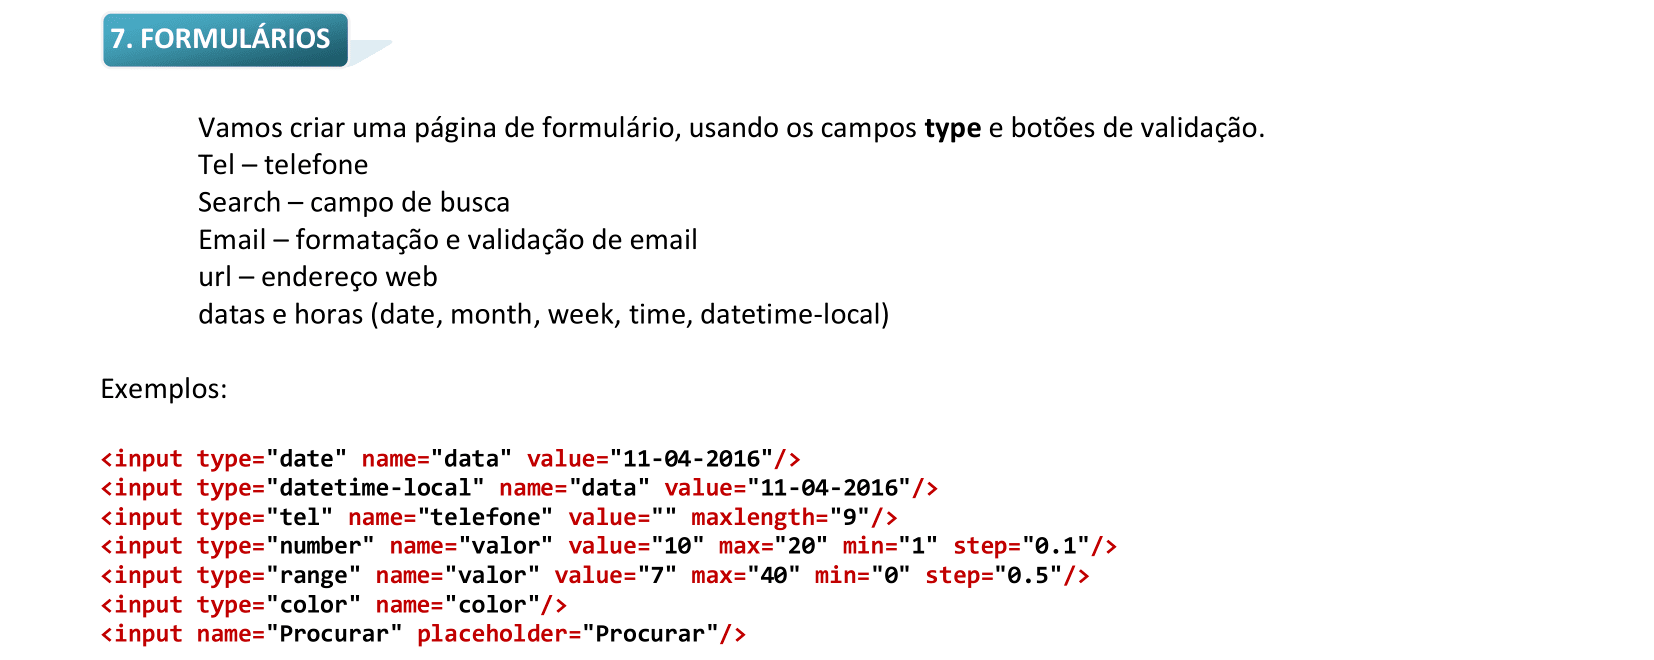 7. FORMULÁRIOS
Vamos criar uma página de formulário, usando os campos type e botões de validação.
Tel – telefone
Search – campo de busca
Email – formatação e validação de email
url – endereço web
datas e horas (date, month, week, time, datetime-local)
Exemplos:
<input type="date" name="data" value="11-04-2016"/>
<input type="datetime-local" name="data" value="11-04-2016"/>
<input type="tel" name="telefone" value="" maxlength="9"/>
<input type="number" name="valor" value="10" max="20" min="1" step="0.1"/>
<input type="range" name="valor" value="7" max="40" min="0" step="0.5"/>
<input type="color" name="color"/>
<input name="Procurar" placeholder="Procurar"/>